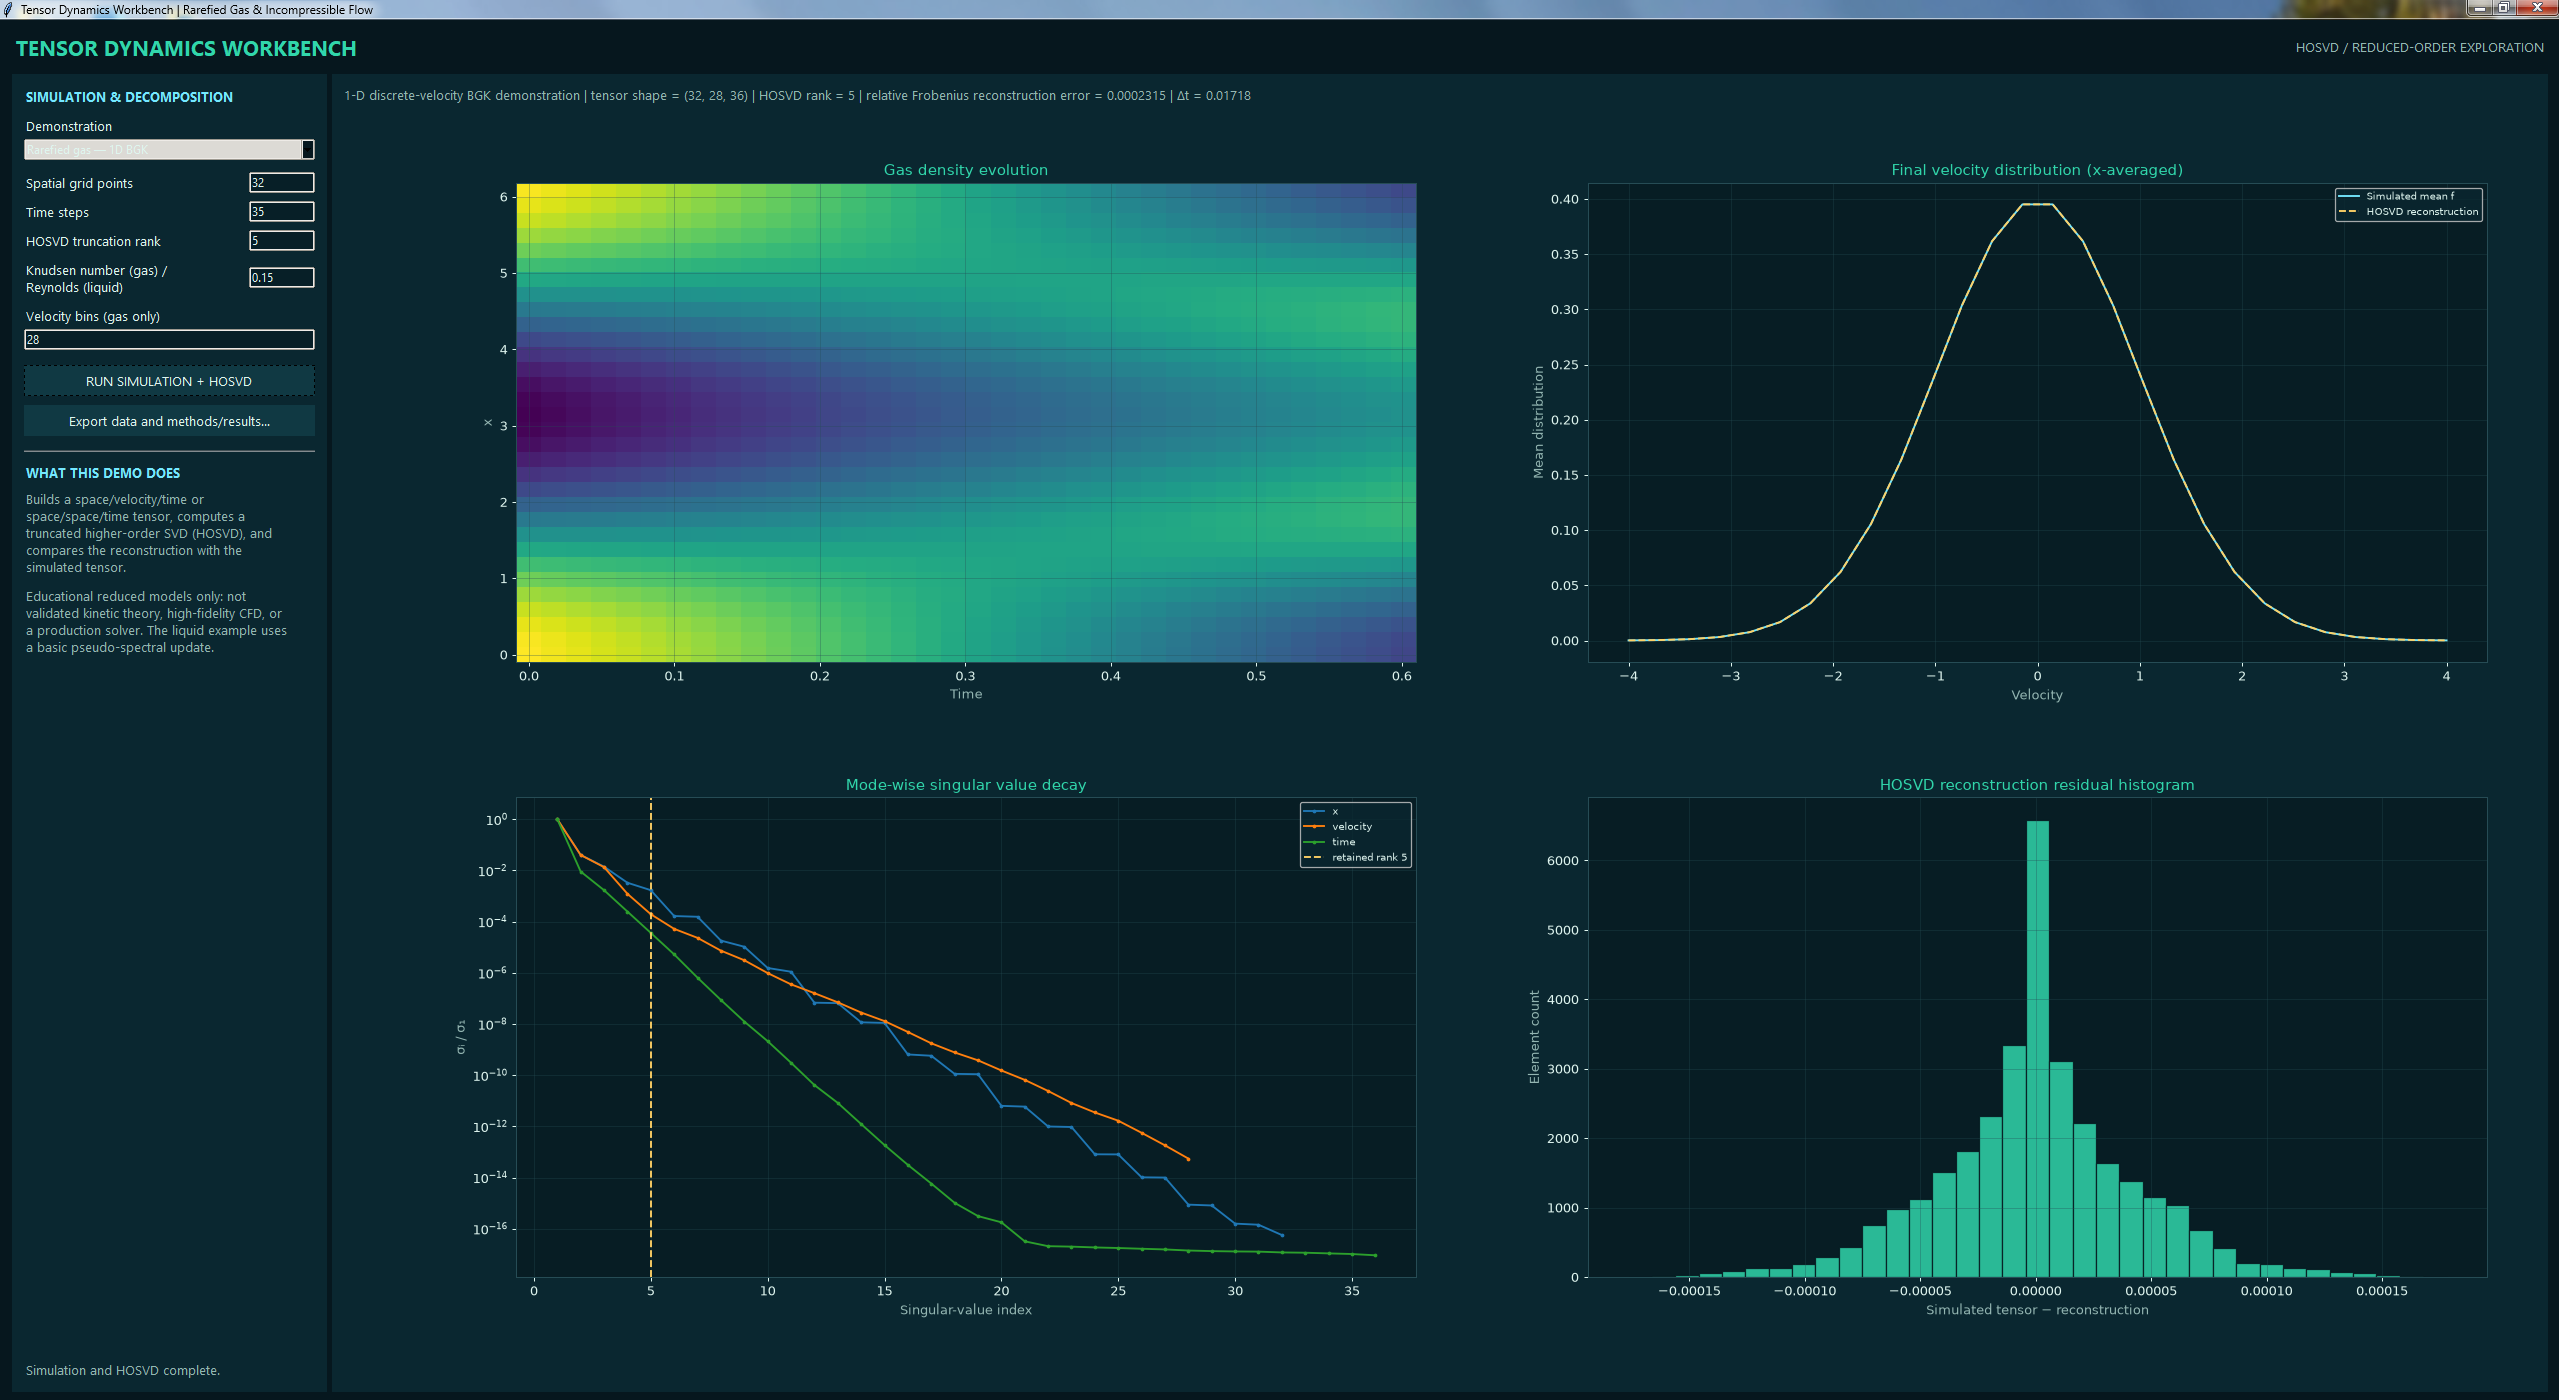 Tensor Dynamics Workbench | Rarefied Gas & Incompressible Flow
TENSOR DYNAMICS WORKBENCH
HOSVD / REDUCED-ORDER EXPLORATION
SIMULATION & DECOMPOSITION
Demonstration
Rarefied gas — 1D BGK
Spatial grid points
32
Time steps
35
HOSVD truncation rank
5
Knudsen number (gas) /
Reynolds (liquid)
0.15
Velocity bins (gas only)
28
RUN SIMULATION + HOSVD
Export data and methods/results...
WHAT THIS DEMO DOES
Builds a space/velocity/time or
space/space/time tensor, computes a
truncated higher-order SVD (HOSVD), and
compares the reconstruction with the
simulated tensor.
Educational reduced models only: not
validated kinetic theory, high-fidelity CFD, or
a production solver. The liquid example uses
a basic pseudo-spectral update.
Simulation and HOSVD complete.
1-D discrete-velocity BGK demonstration | tensor shape = (32, 28, 36) | HOSVD rank = 5 | relative Frobenius reconstruction error = 0.0002315 | Δt = 0.01718
Gas density evolution
6
5
4
3
2
1
0
x
0.0 0.1 0.2 0.3 0.4 0.5 0.6
Time
Final velocity distribution (x-averaged)
Simulated mean f
HOSVD reconstruction
0.40
0.35
0.30
0.25
0.20
0.15
0.10
0.05
0.00
Mean distribution
−4 −3 −2 −1 0 1 2 3 4
Velocity
Mode-wise singular value decay
x
velocity
time
retained rank 5
10⁰
10⁻²
10⁻⁴
10⁻⁶
10⁻⁸
10⁻¹⁰
10⁻¹²
10⁻¹⁴
10⁻¹⁶
σᵢ / σ₁
0 5 10 15 20 25 30 35
Singular-value index
HOSVD reconstruction residual histogram
6000
5000
4000
3000
2000
1000
0
Element count
−0.00015 −0.00010 −0.00005 0.00000 0.00005 0.00010 0.00015
Simulated tensor − reconstruction